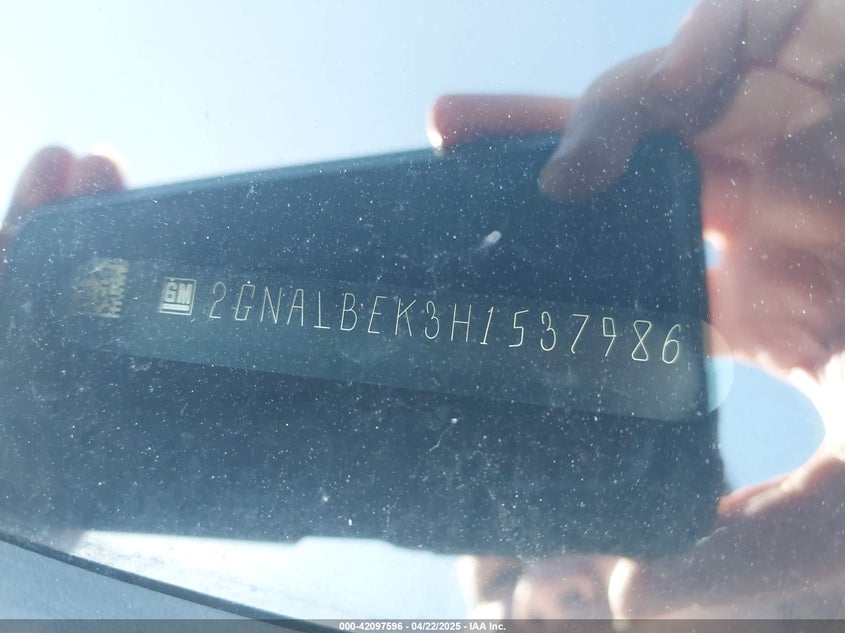 GM 2GNALBEK3H1537986
000-42097596 - 04/22/2025 - IAA Inc.